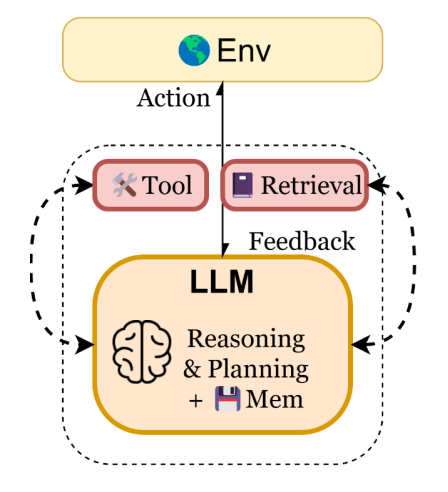 Env
Action
Tool
Retrieval
Feedback
LLM
Reasoning
& Planning
+ Mem